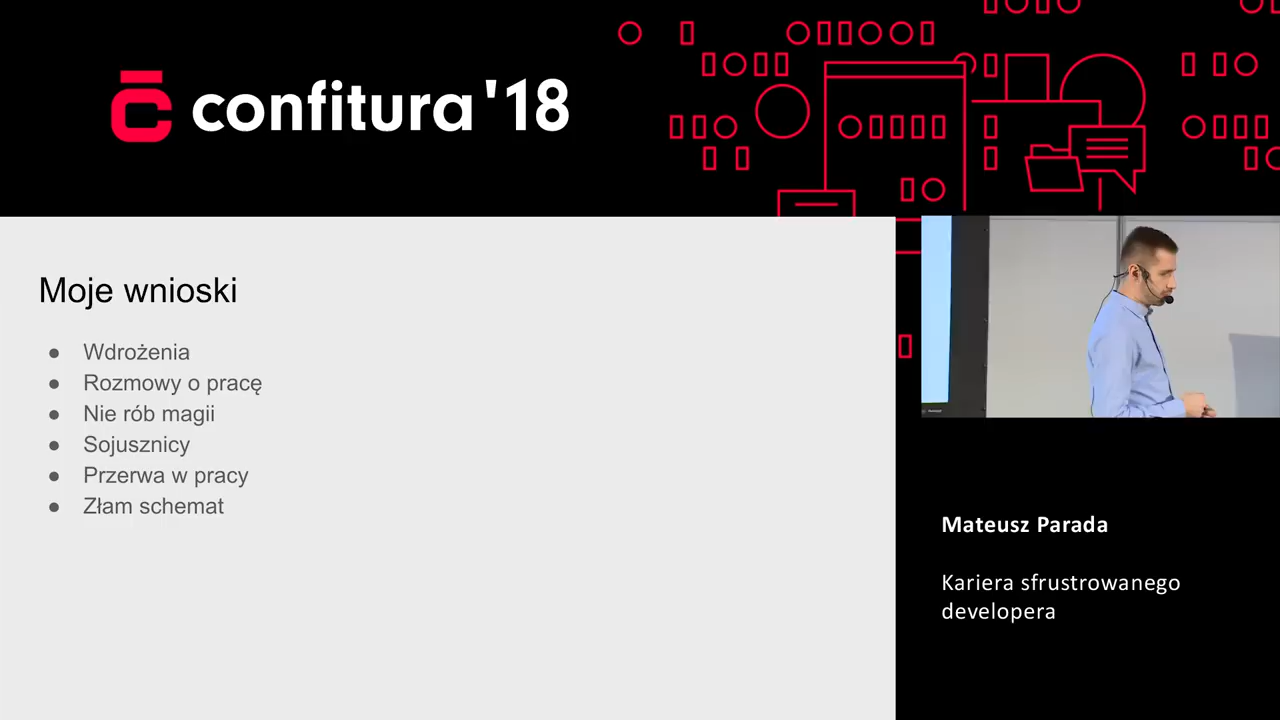 confitura '18
Moje wnioski
● Wdrożenia
● Rozmowy o pracę
● Nie rób magii
● Sojusznicy
● Przerwa w pracy
● Złam schemat
Mateusz Parada
Kariera sfrustrowanego
developera